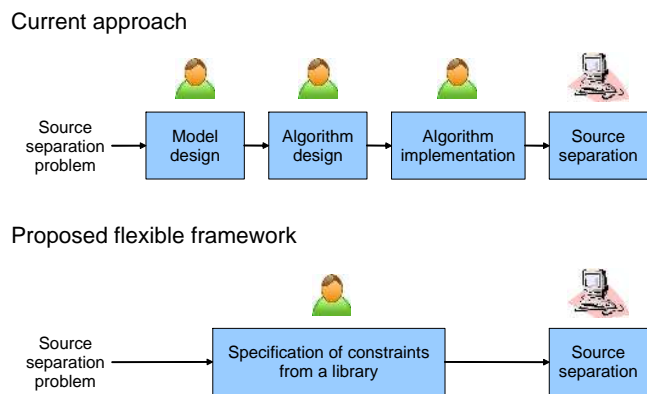 Current approach
Source
separation
problem
Model
design
Algorithm
design
Algorithm
implementation
Source
separation
Proposed flexible framework
Source
separation
problem
Specification of constraints
from a library
Source
separation